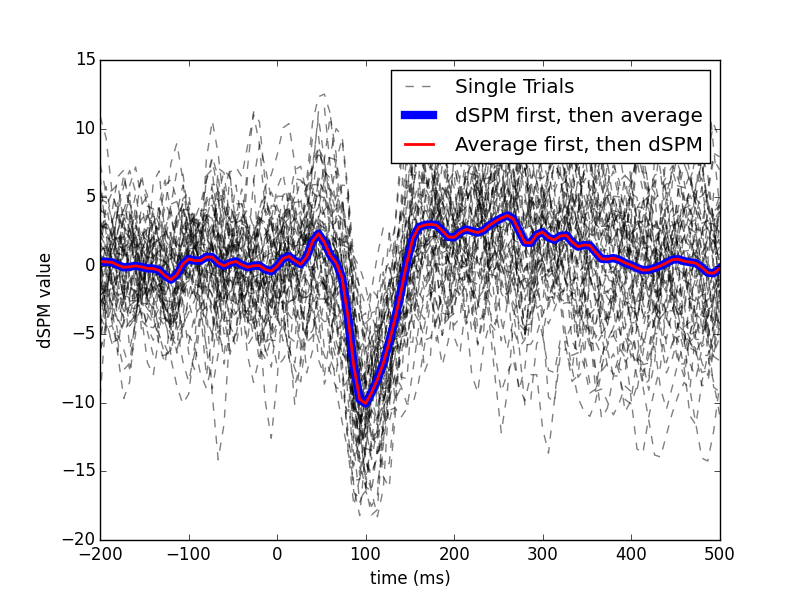 15
10
5
0
−5
−10
−15
−20
dSPM value
Single Trials
dSPM first, then average
Average first, then dSPM
−200 −100 0 100 200 300 400 500
time (ms)